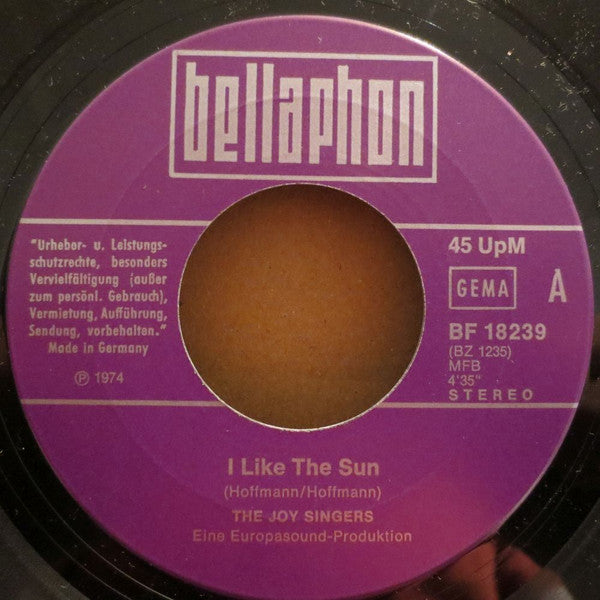 bellaphon
"Urheber- u. Leistungs-
schutzrechte, besonders
Vervielfältigung (außer
zum persönl. Gebrauch),
Vermietung, Aufführung,
Sendung, vorbehalten."
Made in Germany
℗ 1974
45 UpM
GEMA A
BF 18239
(BZ 1235)
MFB
4'35"
STEREO
I Like The Sun
(Hoffmann/Hoffmann)
THE JOY SINGERS
Eine Europasound-Produktion